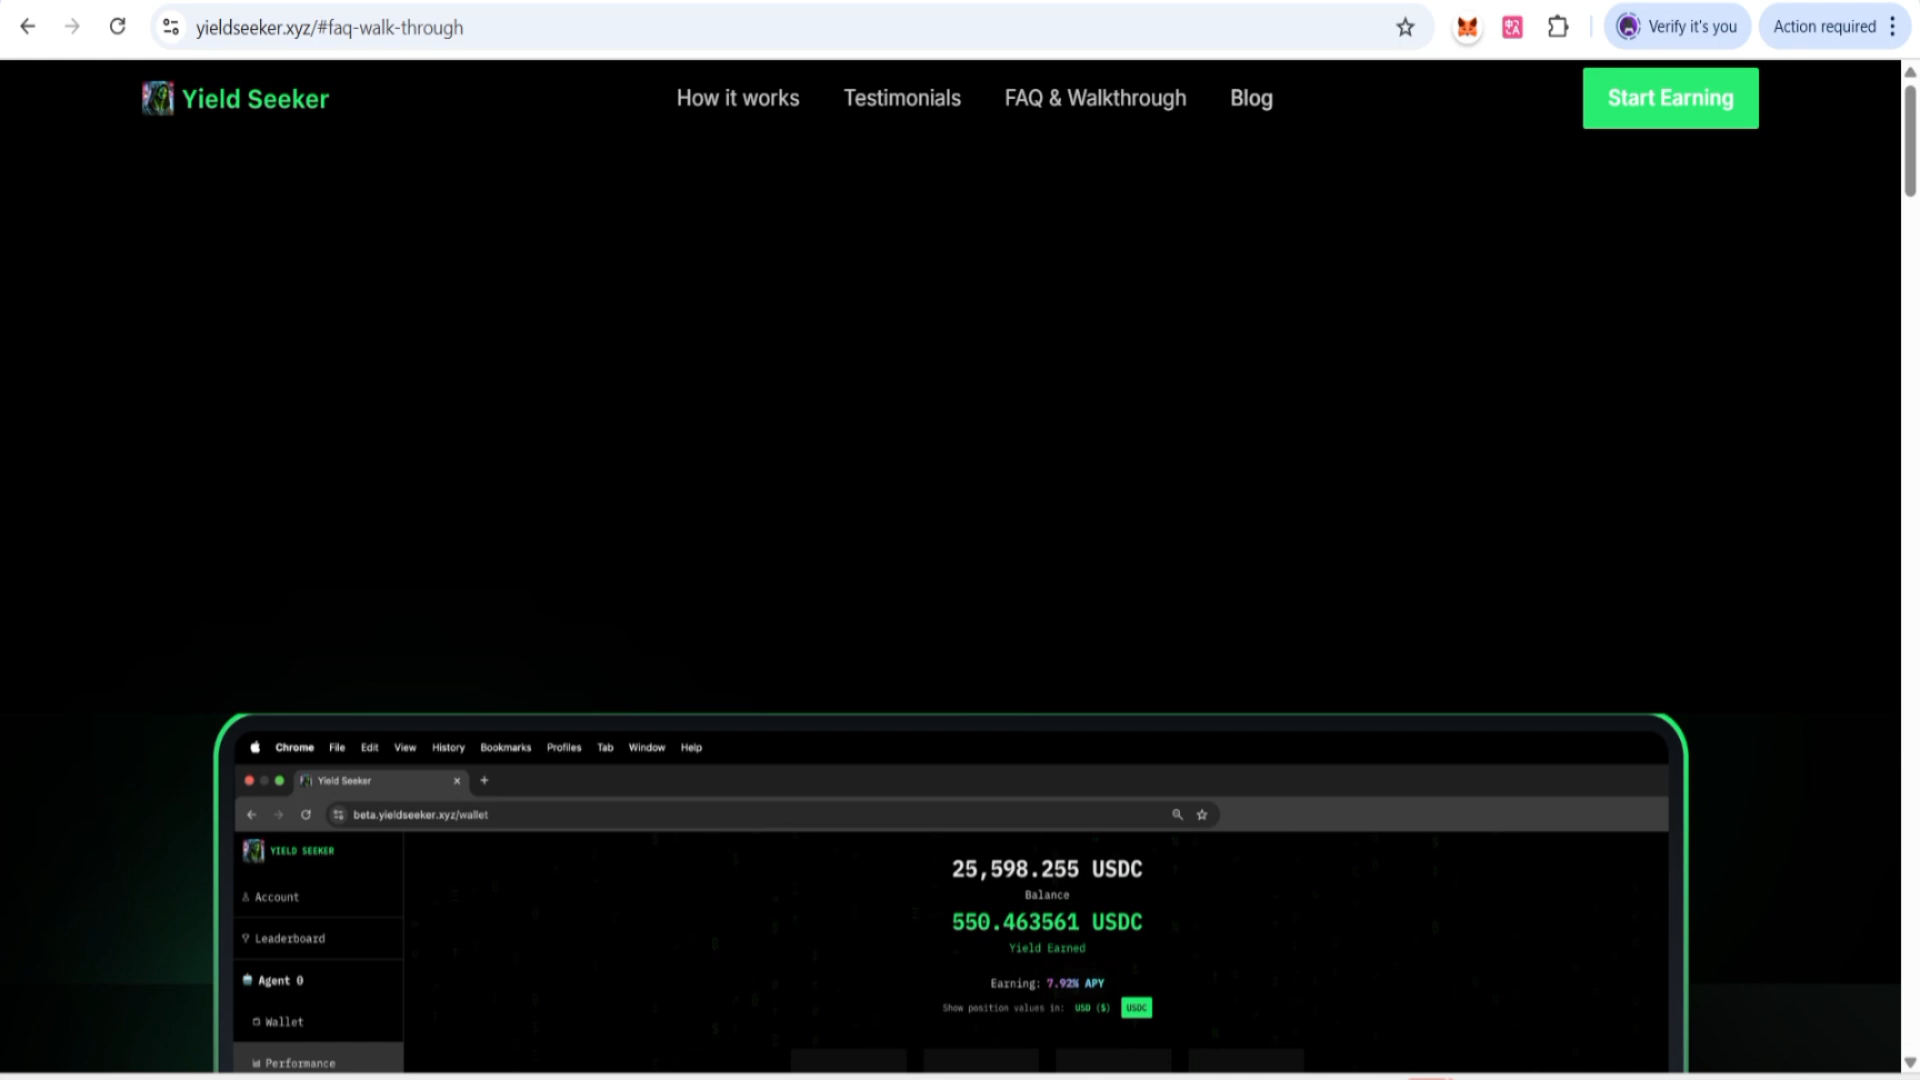 yieldseeker.xyz/#faq-walk-through
Verify it's you
Action required
Yield Seeker
How it works
Testimonials
FAQ & Walkthrough
Blog
Start Earning
Chrome File Edit View History Bookmarks Profiles Tab Window Help
Yield Seeker
beta.yieldseeker.xyz/wallet
YIELD SEEKER
Account
Leaderboard
Agent 0
Wallet
Performance
25,598.255 USDC
Balance
550.463561 USDC
Yield Earned
Earning: 7.92% APY
Show position values in: USD ($) USDC